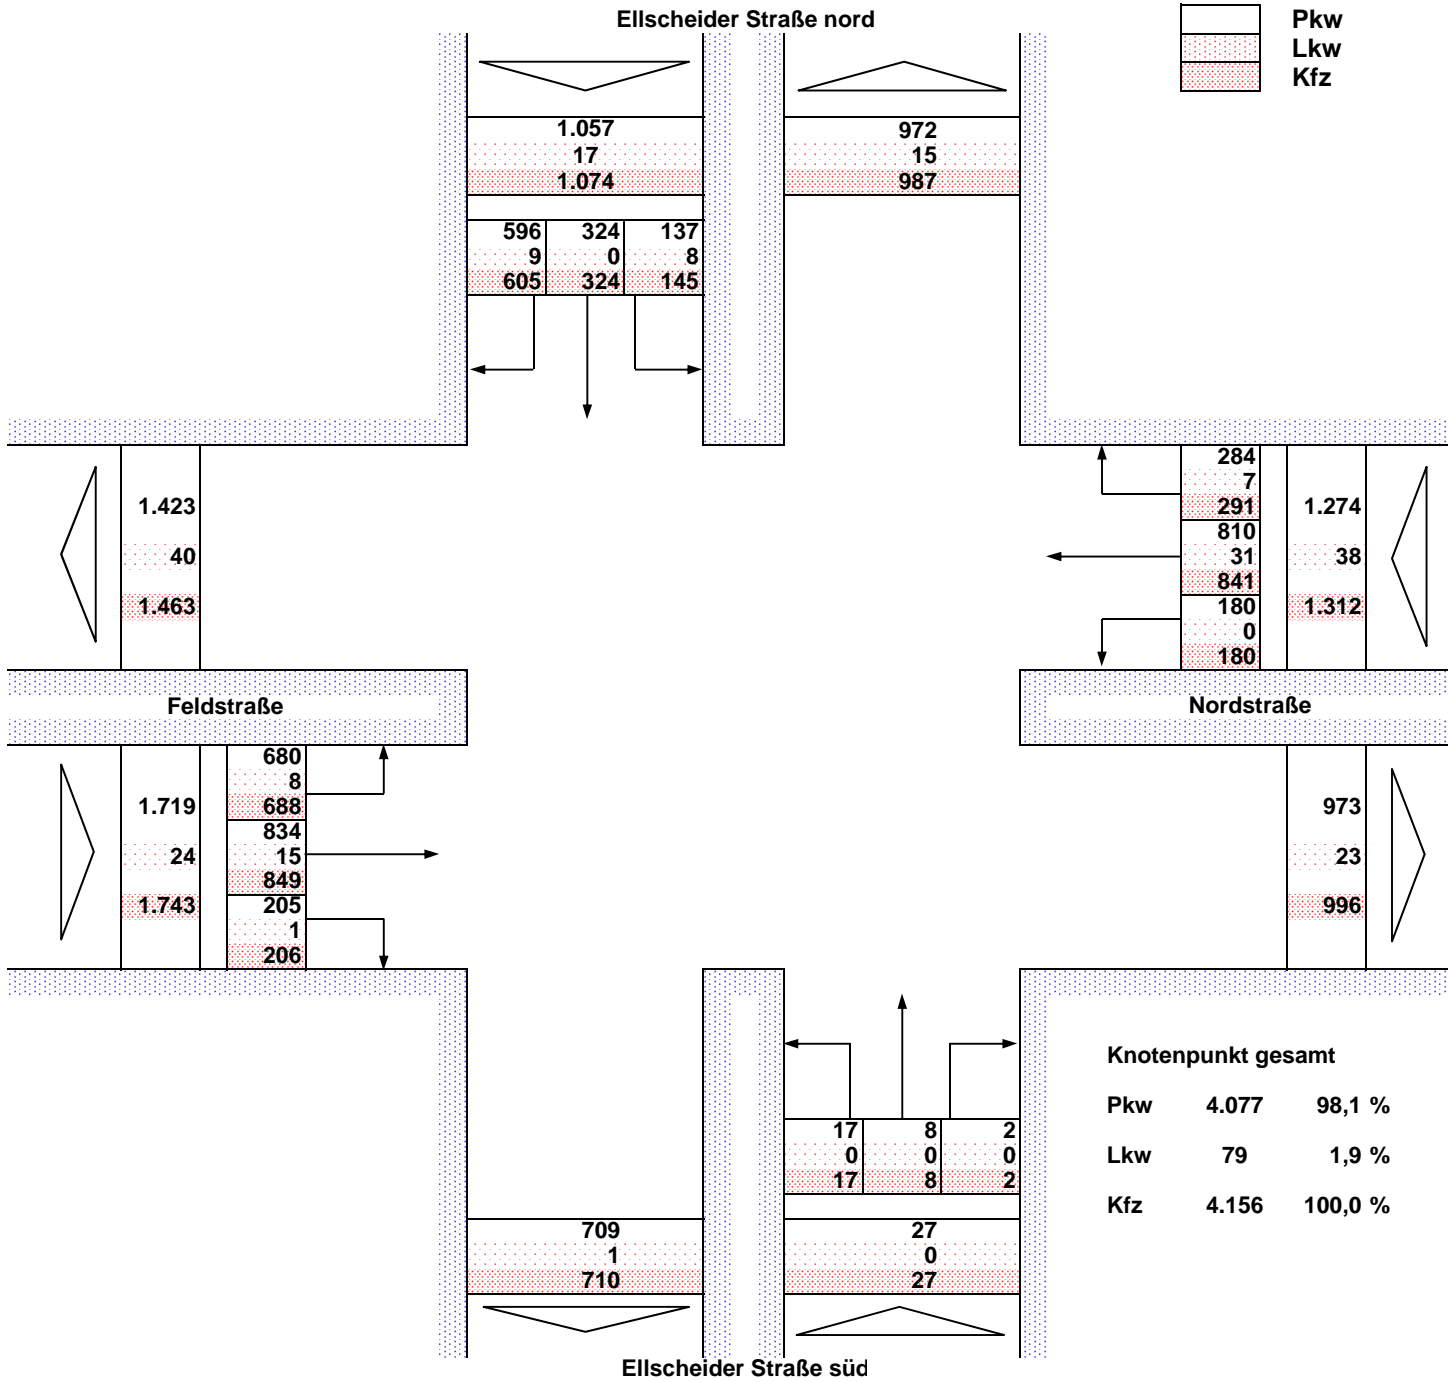 Ellscheider Straße nord
Pkw
Lkw
Kfz
1.057
17
1.074
972
15
987
596 324 137
9 0 8
605 324 145
1.423
40
1.463
284
7
291
810
31
841
180
0
180
1.274
38
1.312
Feldstraße
Nordstraße
1.719
24
1.743
680
8
688
834
15
849
205
1
206
973
23
996
17 8 2
0 0 0
17 8 2
709
1
710
27
0
27
Knotenpunkt gesamt
Pkw 4.077 98,1 %
Lkw 79 1,9 %
Kfz 4.156 100,0 %
Ellscheider Straße süd